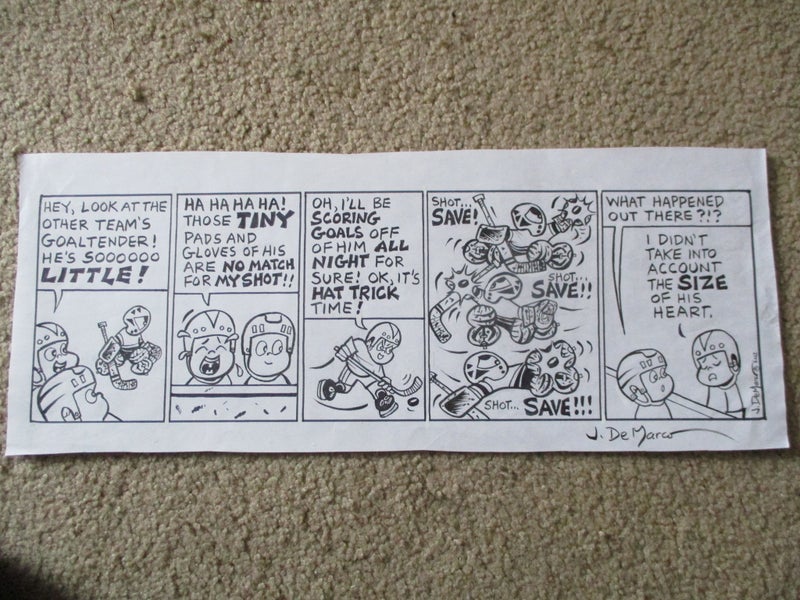 HEY, LOOK AT THE
OTHER TEAM'S
GOALTENDER!
HE'S SOOOOOO
LITTLE!
HA HA HA HA!
THOSE TINY
PADS AND
GLOVES OF HIS
ARE NO MATCH
FOR MY SHOT!!
OH, I'LL BE
SCORING
GOALS OFF
OF HIM ALL
NIGHT FOR
SURE! OK, IT'S
HAT TRICK
TIME!
SHOT...
SAVE!
SHOT...
SAVE!!
SHOT... SAVE!!!
WHAT HAPPENED
OUT THERE?!?
I DIDN'T
TAKE INTO
ACCOUNT
THE SIZE
OF HIS
HEART.
J. DeMarco
J. DeMarco